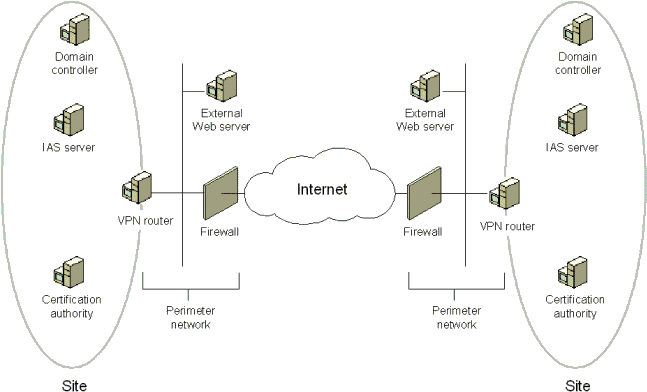 Domain
controller
IAS server
VPN router
Certification
authority
Site
External
Web server
Firewall
Perimeter
network
Internet
External
Web server
Firewall
Perimeter
network
Domain
controller
IAS server
VPN router
Certification
authority
Site